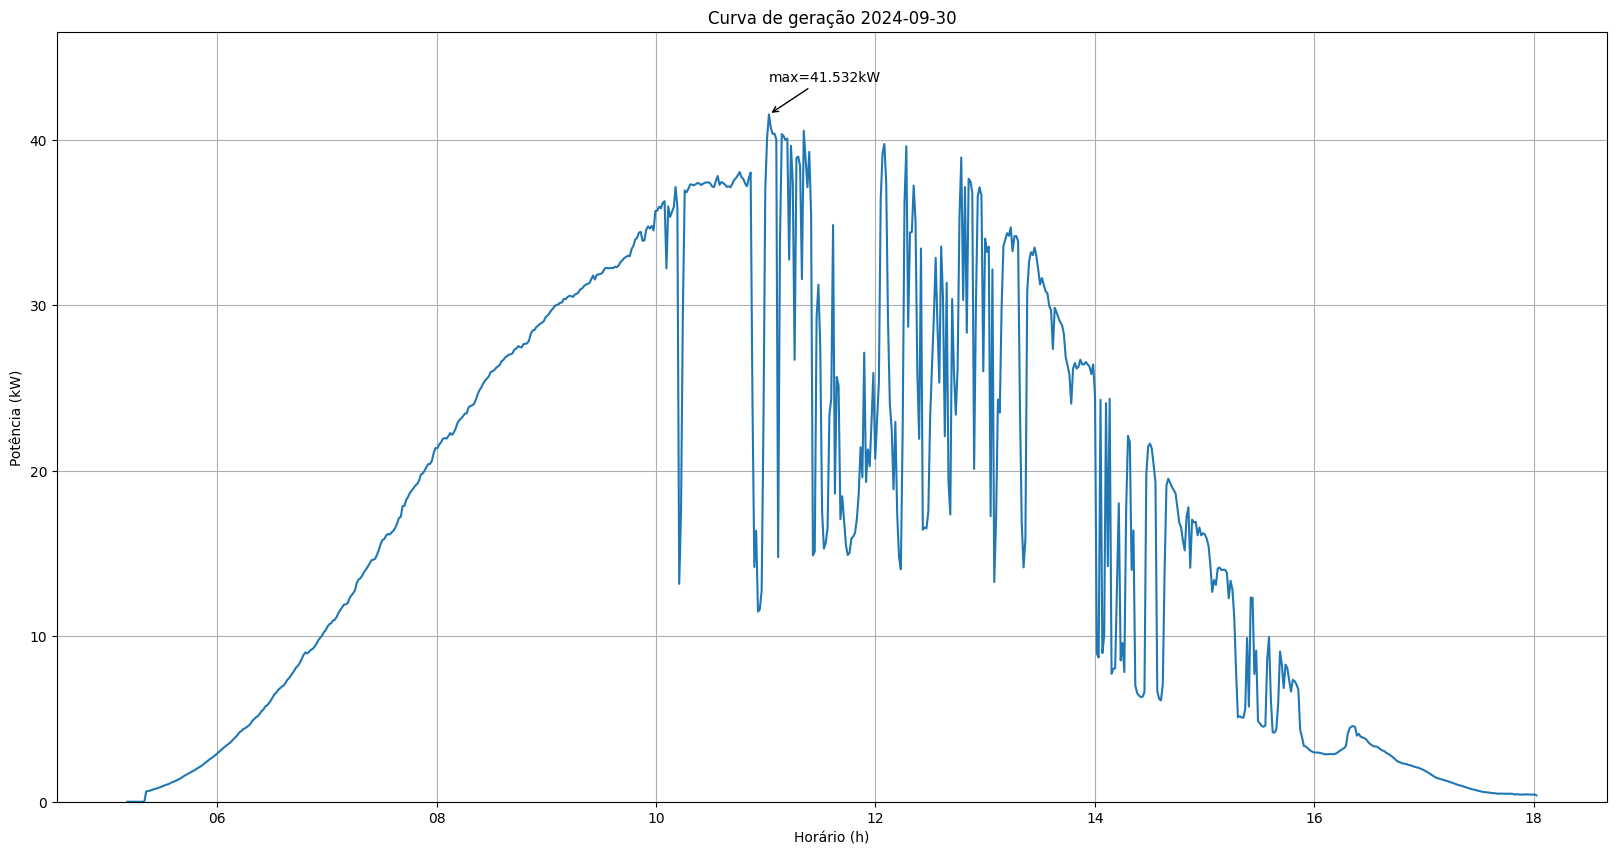 Curva de geração 2024-09-30
max=41.532kW
40
30
20
10
0
Potência (kW)
06 08 10 12 14 16 18
Horário (h)